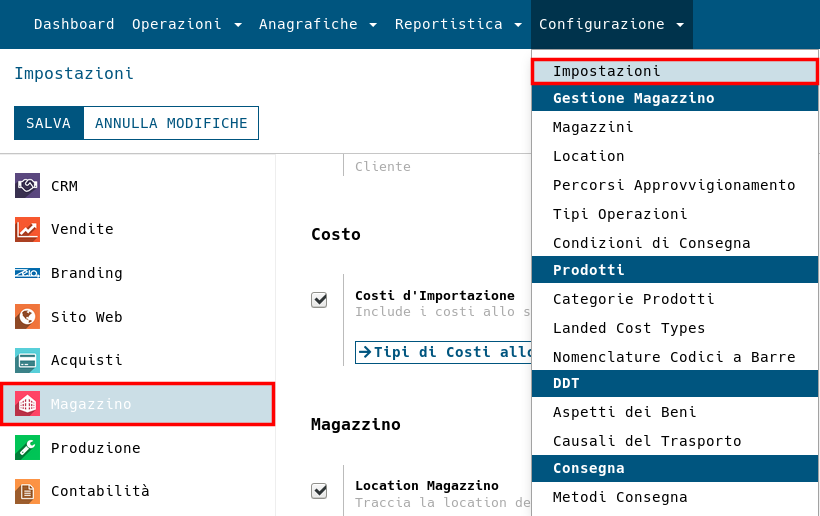 Dashboard Operazioni Anagrafiche Reportistica Configurazione
Impostazioni
SALVA ANNULLA MODIFICHE
CRM
Vendite
Branding
Sito Web
Acquisti
Magazzino
Produzione
Contabilità
Cliente
Costo
Costi d'Importazione
Include i costi allo s
Tipi di Costi allo
Magazzino
Location Magazzino
Traccia la location de
Impostazioni
Gestione Magazzino
Magazzini
Location
Percorsi Approvvigionamento
Tipi Operazioni
Condizioni di Consegna
Prodotti
Categorie Prodotti
Landed Cost Types
Nomenclature Codici a Barre
DDT
Aspetti dei Beni
Causali del Trasporto
Consegna
Metodi Consegna